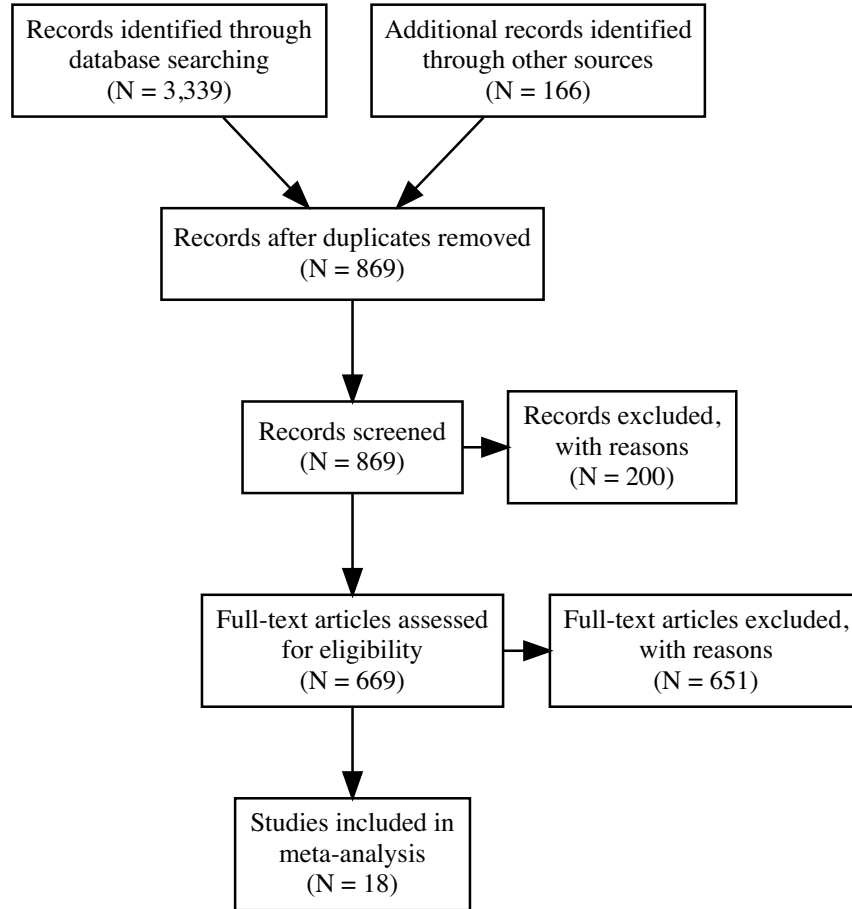 Records identified through
database searching
(N = 3,339)
Additional records identified
through other sources
(N = 166)
Records after duplicates removed
(N = 869)
Records screened
(N = 869)
Records excluded,
with reasons
(N = 200)
Full-text articles assessed
for eligibility
(N = 669)
Full-text articles excluded,
with reasons
(N = 651)
Studies included in
meta-analysis
(N = 18)